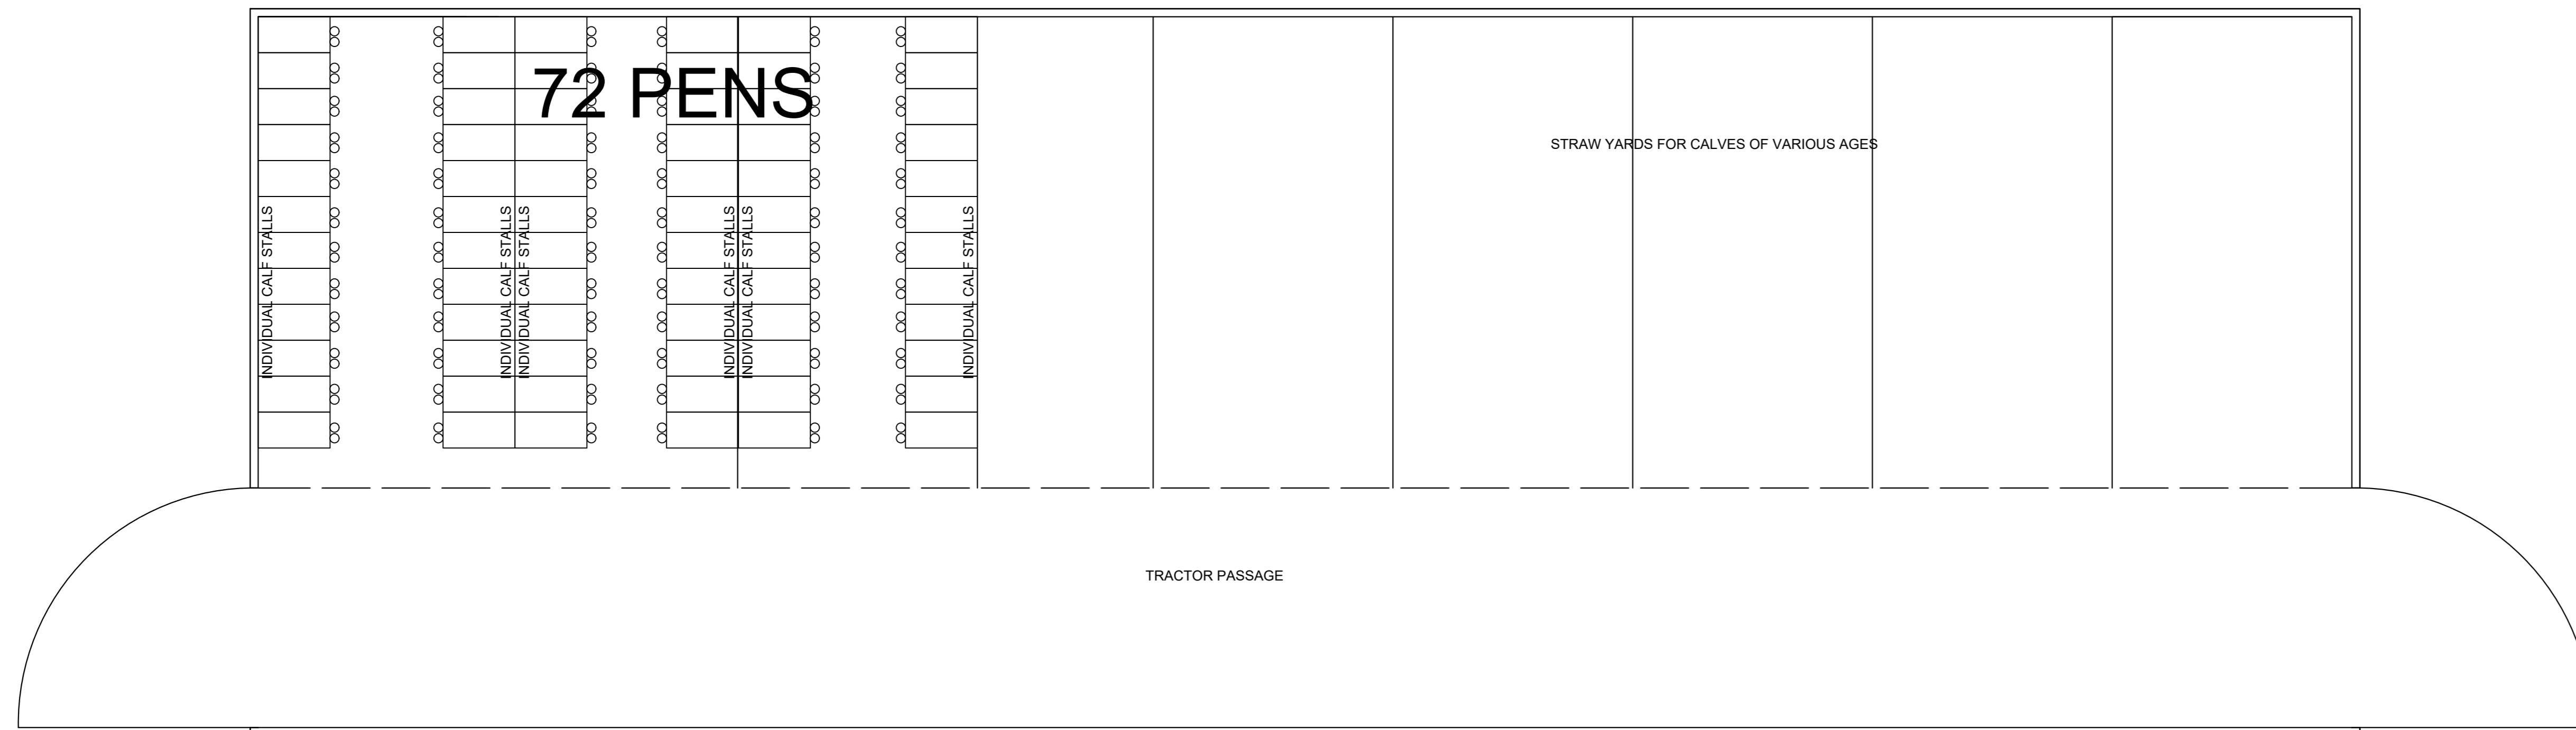 72 PENS
STRAW YARDS FOR CALVES OF VARIOUS AGES
INDIVIDUAL CALF STALLS
INDIVIDUAL CALF STALLS
INDIVIDUAL CALF STALLS
INDIVIDUAL CALF STALLS
INDIVIDUAL CALF STALLS
INDIVIDUAL CALF STALLS
TRACTOR PASSAGE